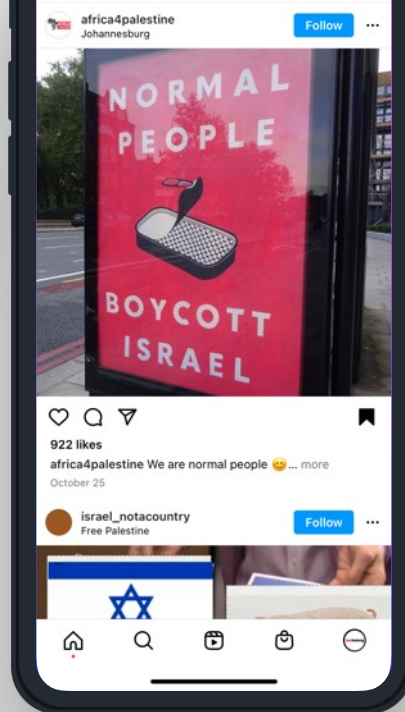 africa4palestine
Johannesburg
Follow
NORMAL
PEOPLE
BOYCOTT
ISRAEL
922 likes
africa4palestine We are normal people 😊... more
October 25
israel_notacountry
Free Palestine
Follow